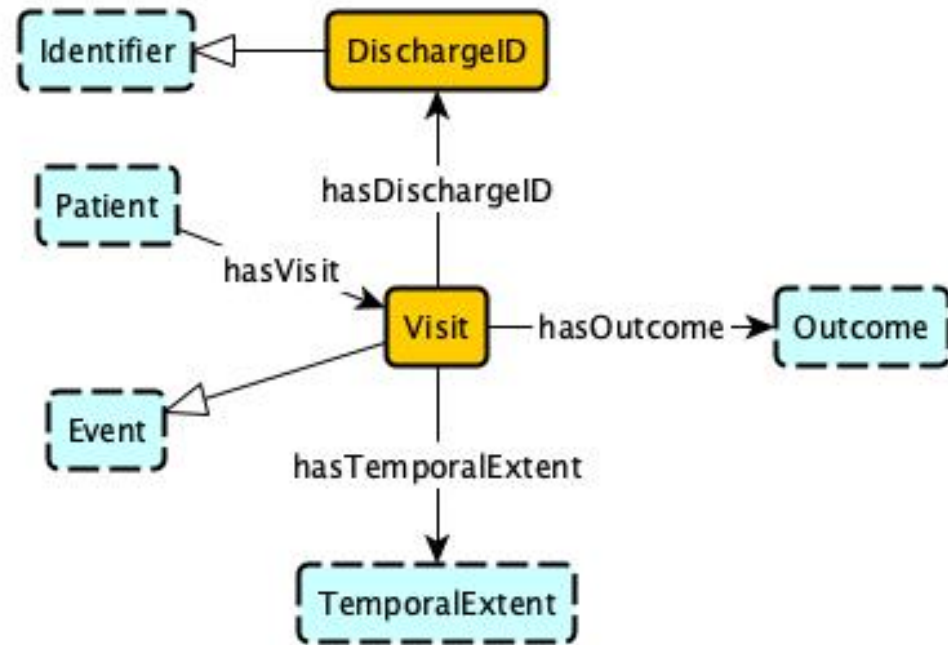 Identifier
DischargeID
hasDischargeID
Patient
hasVisit
Visit
hasOutcome
Outcome
Event
hasTemporalExtent
TemporalExtent